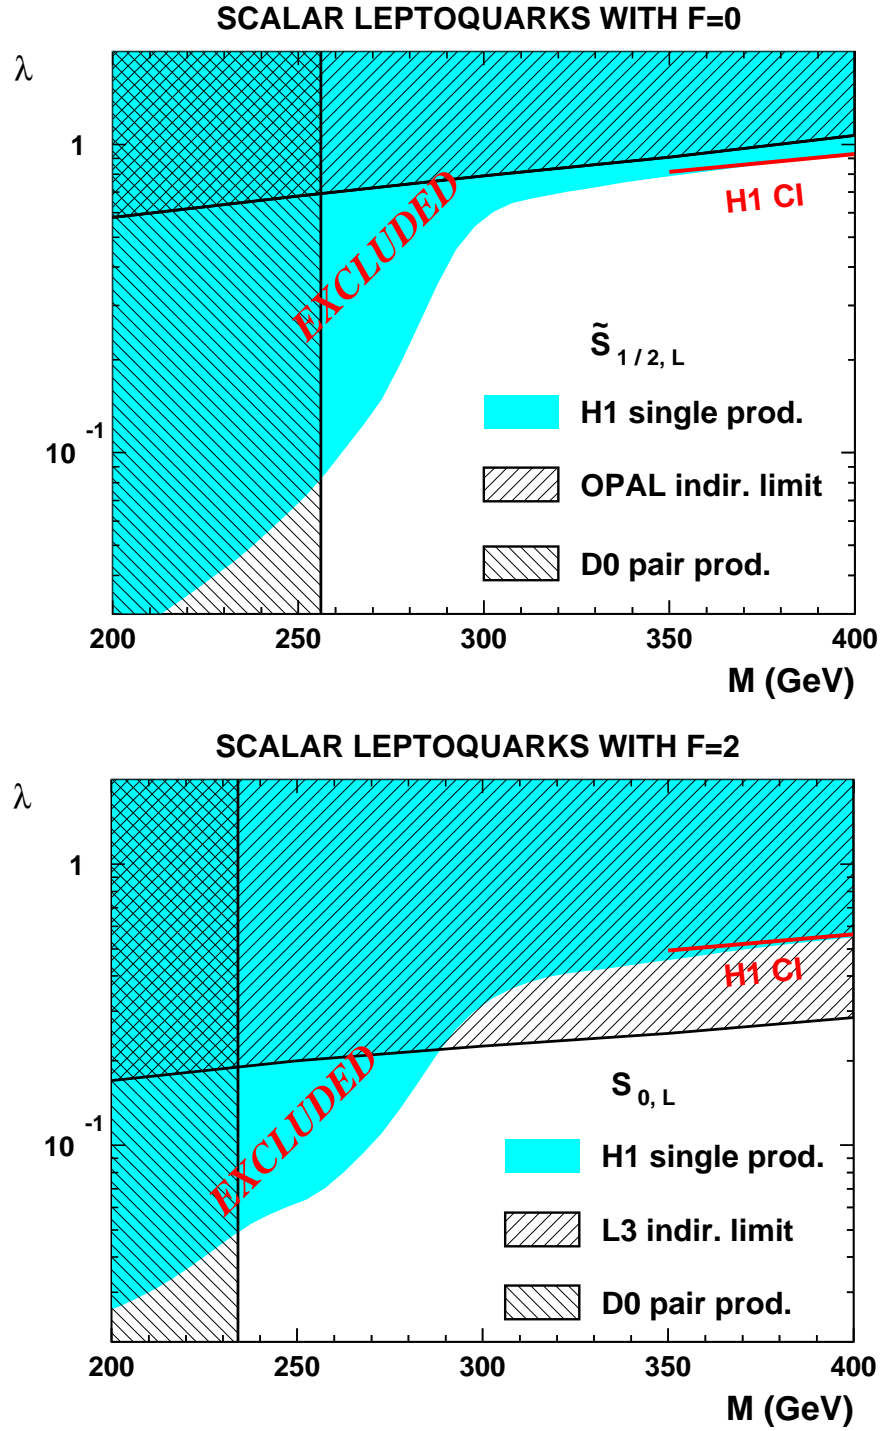 SCALAR LEPTOQUARKS WITH F=0
λ
1
10 -1
EXCLUDED
H1 CI
S̃ 1 / 2, L
H1 single prod.
OPAL indir. limit
D0 pair prod.
200 250 300 350 400
M (GeV)
SCALAR LEPTOQUARKS WITH F=2
λ
1
10 -1
H1 CI
EXCLUDED
S 0, L
H1 single prod.
L3 indir. limit
D0 pair prod.
200 250 300 350 400
M (GeV)